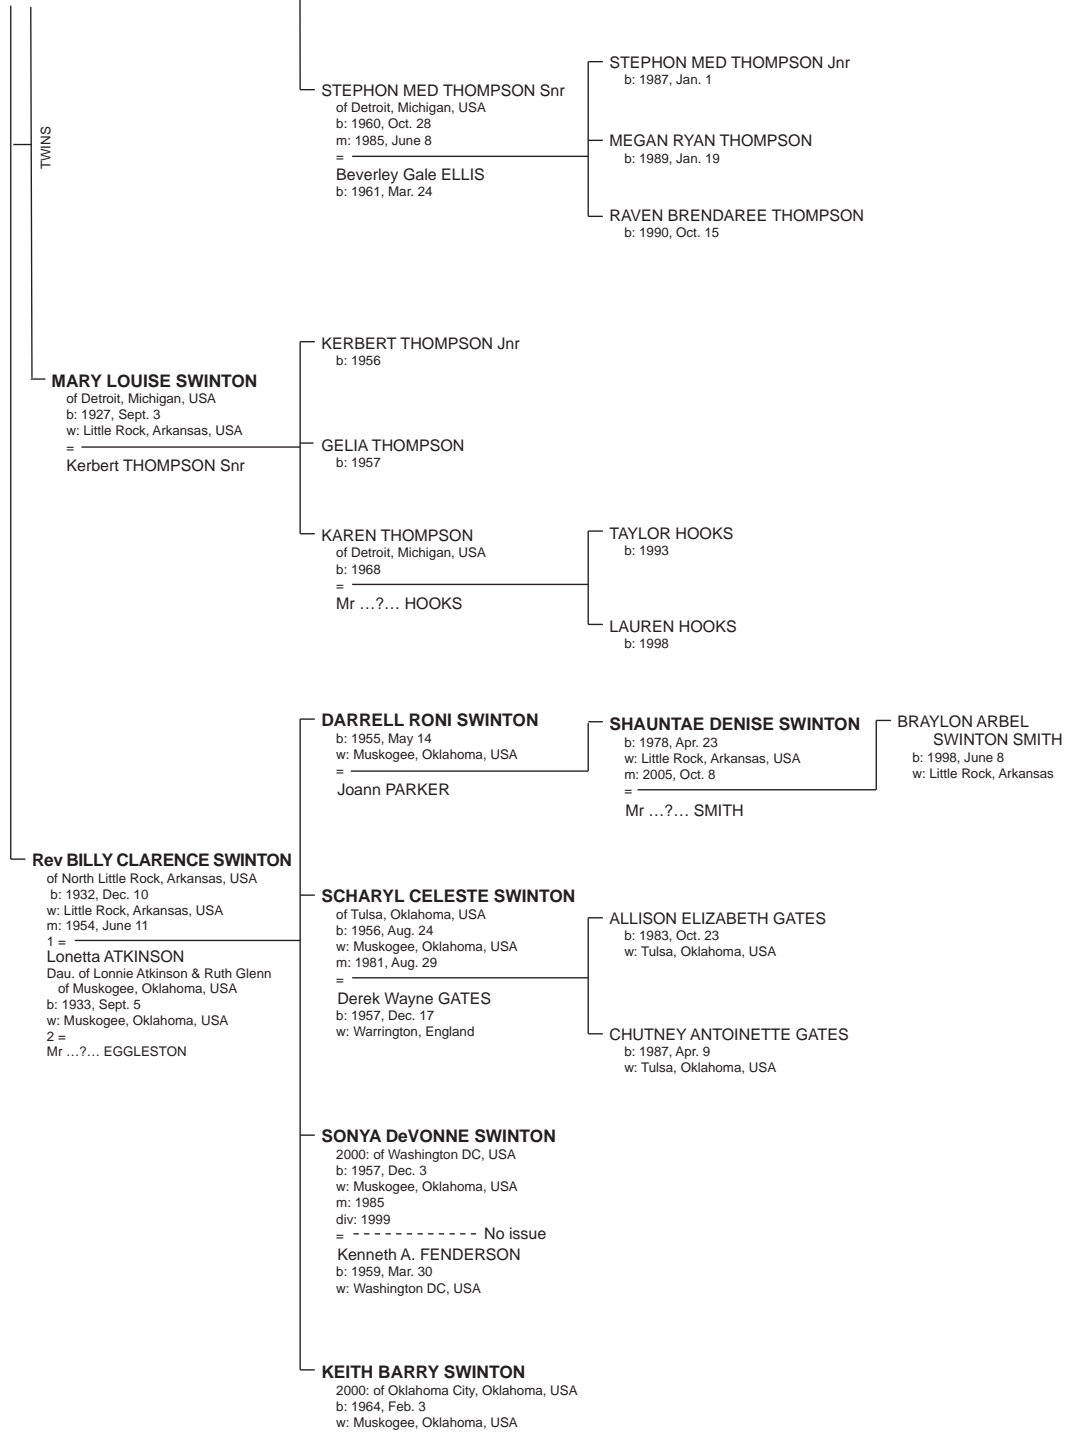 TWINS
STEPHON MED THOMPSON Snr
of Detroit, Michigan, USA
b: 1960, Oct. 28
m: 1985, June 8
=
Beverley Gale ELLIS
b: 1961, Mar. 24
STEPHON MED THOMPSON Jnr
b: 1987, Jan. 1
MEGAN RYAN THOMPSON
b: 1989, Jan. 19
RAVEN BRENDAREE THOMPSON
b: 1990, Oct. 15
MARY LOUISE SWINTON
of Detroit, Michigan, USA
b: 1927, Sept. 3
w: Little Rock, Arkansas, USA
=
Kerbert THOMPSON Snr
KERBERT THOMPSON Jnr
b: 1956
GELIA THOMPSON
b: 1957
KAREN THOMPSON
of Detroit, Michigan, USA
b: 1968
=
Mr …?… HOOKS
TAYLOR HOOKS
b: 1993
LAUREN HOOKS
b: 1998
Rev BILLY CLARENCE SWINTON
of North Little Rock, Arkansas, USA
b: 1932, Dec. 10
w: Little Rock, Arkansas, USA
m: 1954, June 11
1 =
Lonetta ATKINSON
Dau. of Lonnie Atkinson & Ruth Glenn
of Muskogee, Oklahoma, USA
b: 1933, Sept. 5
w: Muskogee, Oklahoma, USA
2 =
Mr …?… EGGLESTON
DARRELL RONI SWINTON
b: 1955, May 14
w: Muskogee, Oklahoma, USA
=
Joann PARKER
SHAUNTAE DENISE SWINTON
b: 1978, Apr. 23
w: Little Rock, Arkansas, USA
m: 2005, Oct. 8
=
Mr …?… SMITH
BRAYLON ARBEL
SWINTON SMITH
b: 1998, June 8
w: Little Rock, Arkansas
SCHARYL CELESTE SWINTON
of Tulsa, Oklahoma, USA
b: 1956, Aug. 24
w: Muskogee, Oklahoma, USA
m: 1981, Aug. 29
=
Derek Wayne GATES
b: 1957, Dec. 17
w: Warrington, England
ALLISON ELIZABETH GATES
b: 1983, Oct. 23
w: Tulsa, Oklahoma, USA
CHUTNEY ANTOINETTE GATES
b: 1987, Apr. 9
w: Tulsa, Oklahoma, USA
SONYA DeVONNE SWINTON
2000: of Washington DC, USA
b: 1957, Dec. 3
w: Muskogee, Oklahoma, USA
m: 1985
div: 1999
= - - - - - - - - - - - - - No issue
Kenneth A. FENDERSON
b: 1959, Mar. 30
w: Washington DC, USA
KEITH BARRY SWINTON
2000: of Oklahoma City, Oklahoma, USA
b: 1964, Feb. 3
w: Muskogee, Oklahoma, USA